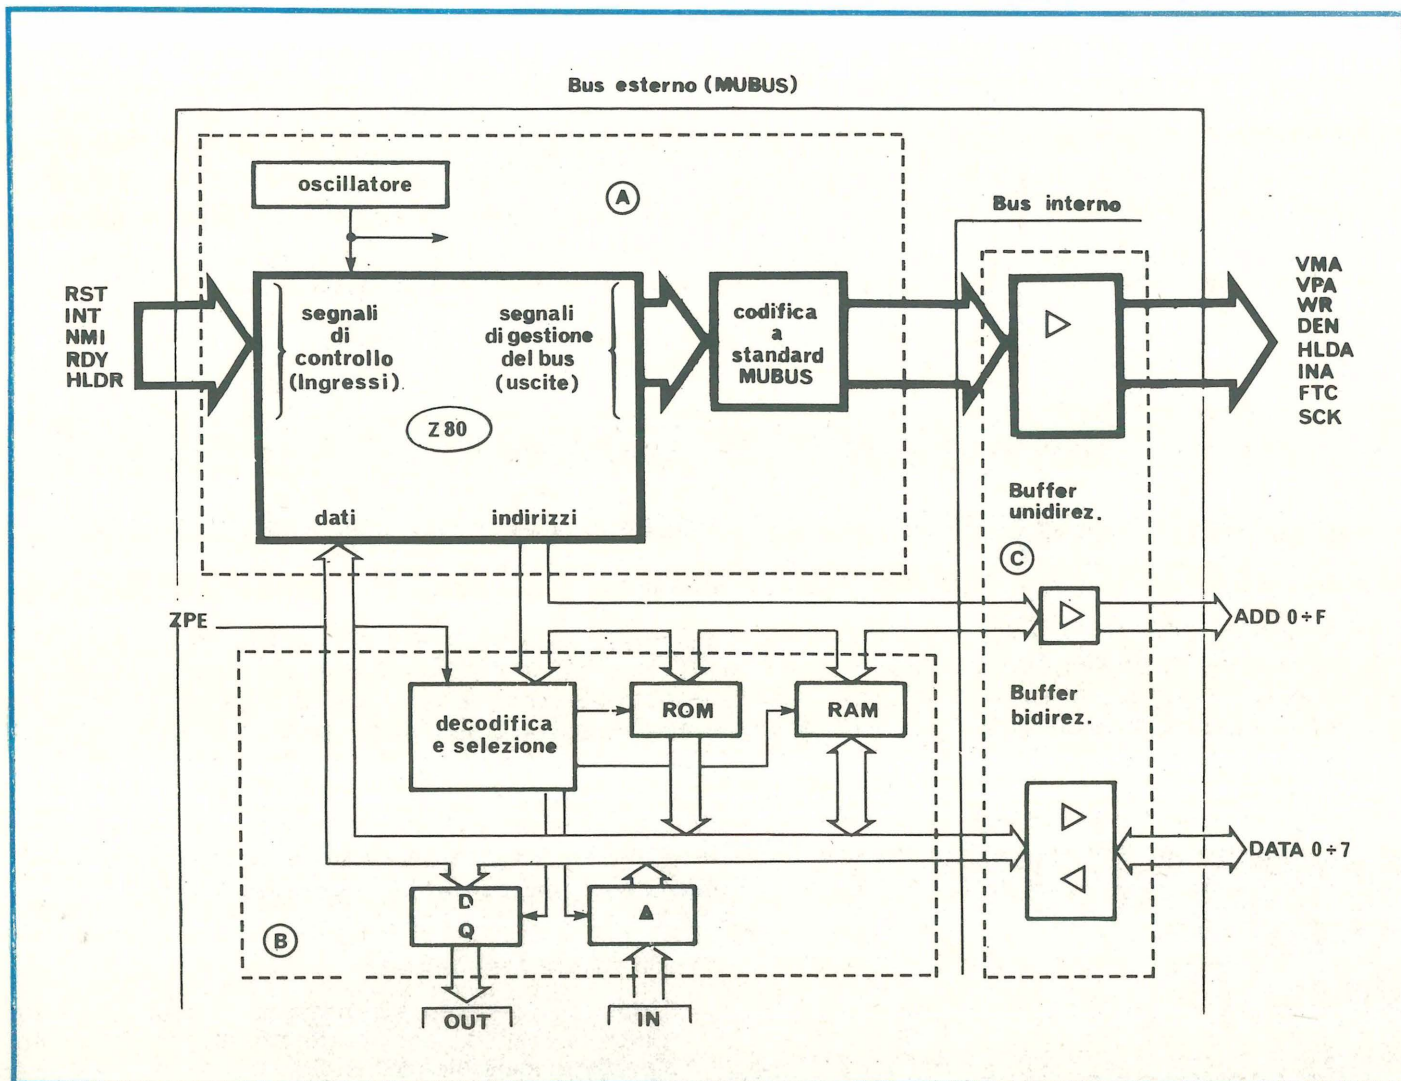 Bus esterno (MUBUS)
oscillatore
A
Bus interno
RST
INT
NMI
RDY
HLDR
segnali
di
controllo
(Ingressi)
segnali
di gestione
del bus
(uscite)
Z 80
dati
indirizzi
codifica
a
standard
MUBUS
VMA
VPA
WR
DEN
HLDA
INA
FTC
SCK
Buffer
unidirez.
C
ZPE
ADD 0÷F
decodifica
e selezione
ROM
RAM
Buffer
bidirez.
DATA 0÷7
D
Q
B
OUT
IN